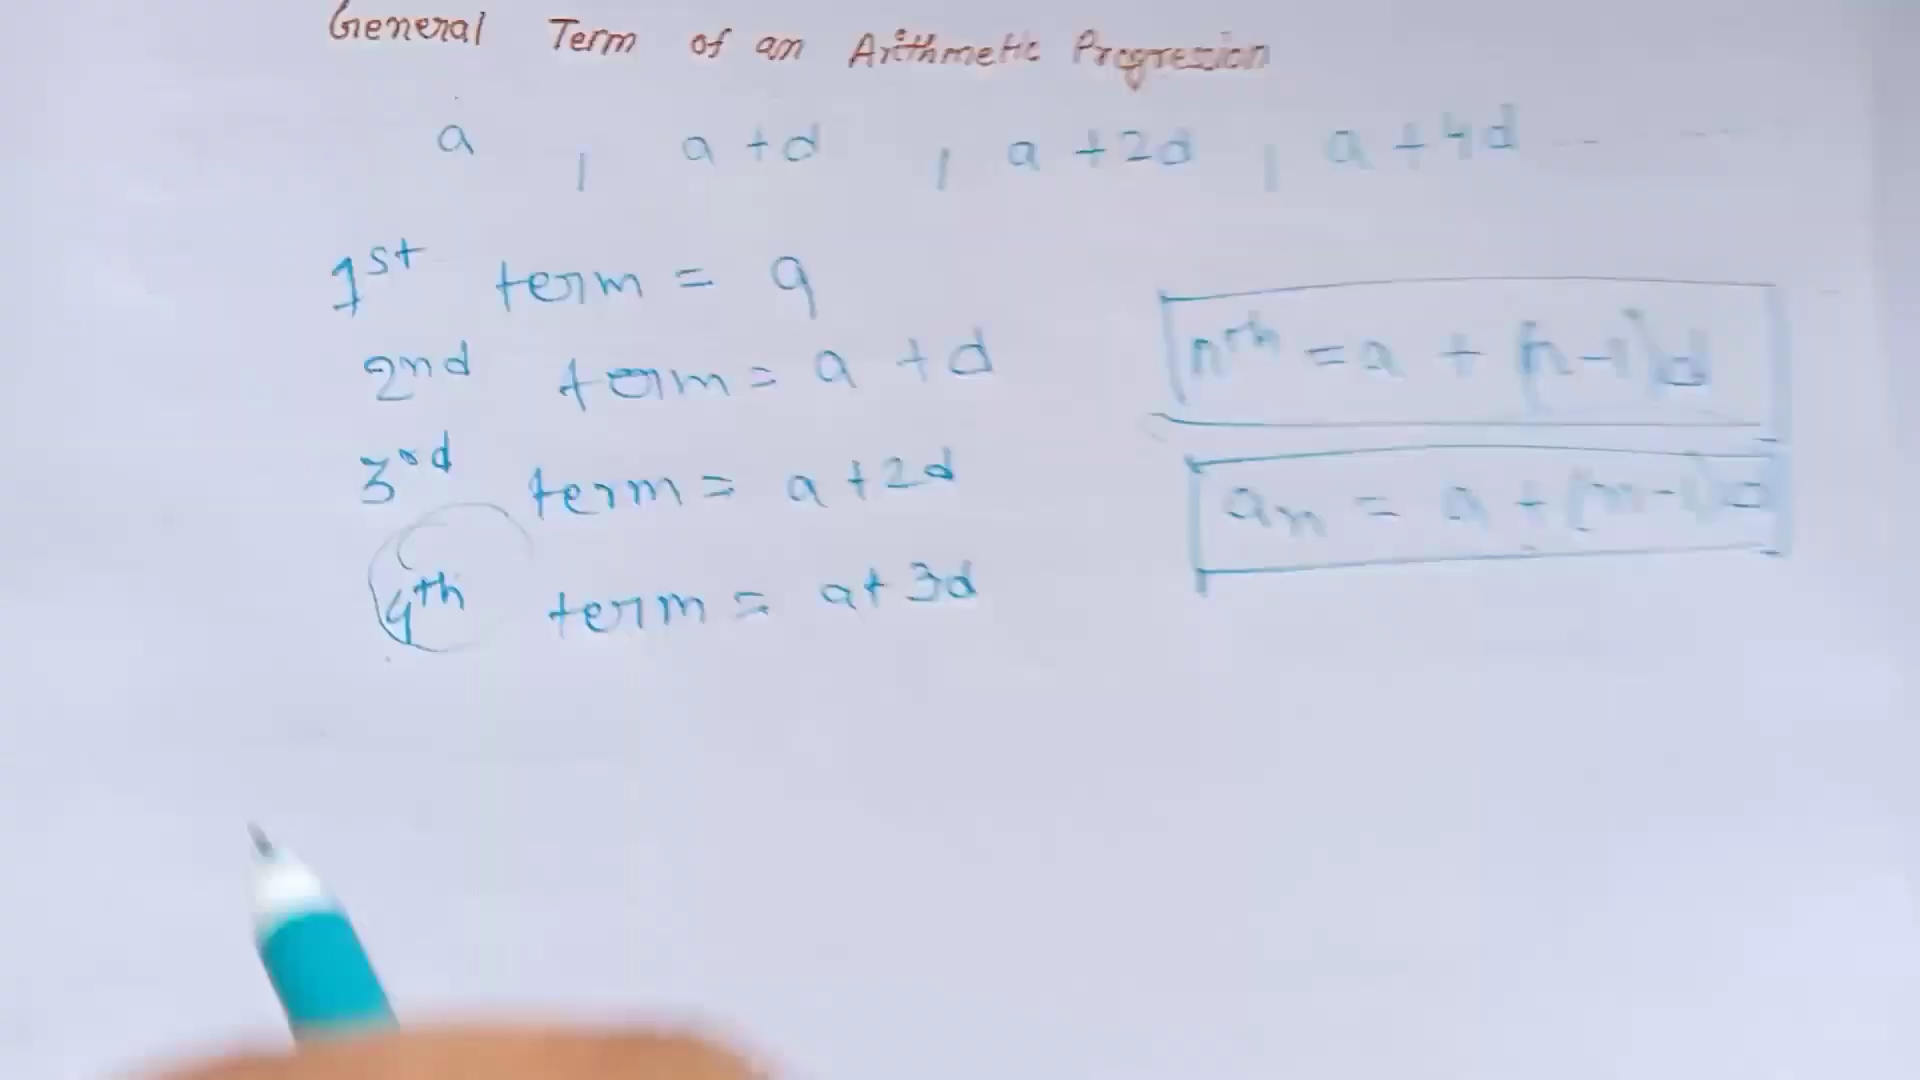 General Term of an Arithmetic Progression
a , a + d , a + 2d , a + 4d - - - -
1st term = a
2nd term = a + d
3rd term = a + 2d
4th term = a + 3d
nth = a + (n-1)d
an = a + (n-1)d